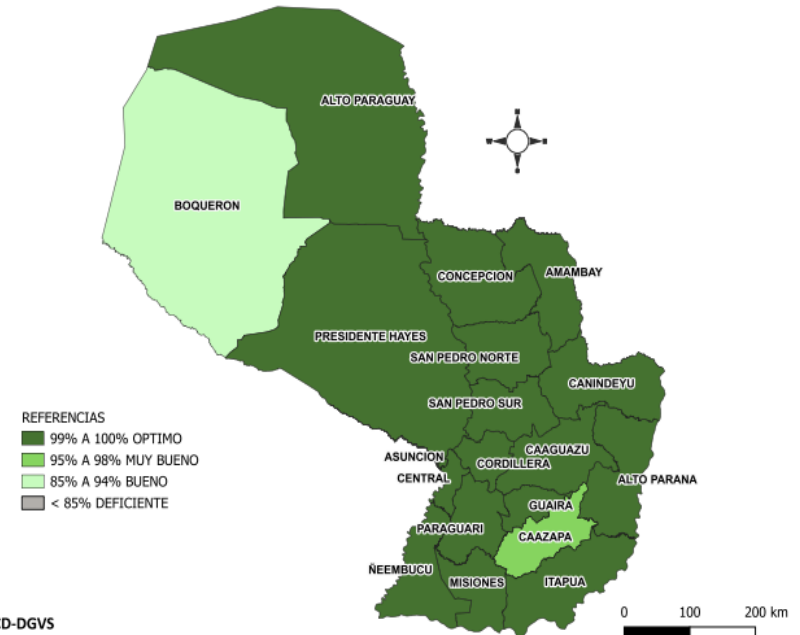 ALTO PARAGUAY
BOQUERON
CONCEPCION
AMAMBAY
PRESIDENTE HAYES
SAN PEDRO NORTE
CANINDEYU
SAN PEDRO SUR
REFERENCIAS
99% A 100% OPTIMO
95% A 98% MUY BUENO
85% A 94% BUENO
< 85% DEFICIENTE
ASUNCION
CAAGUAZU
CORDILLERA
CENTRAL
ALTO PARANA
GUAIRA
PARAGUARI
CAAZAPA
ÑEEMBUCU
MISIONES
ITAPUA
0 100 200 km
CD-DGVS